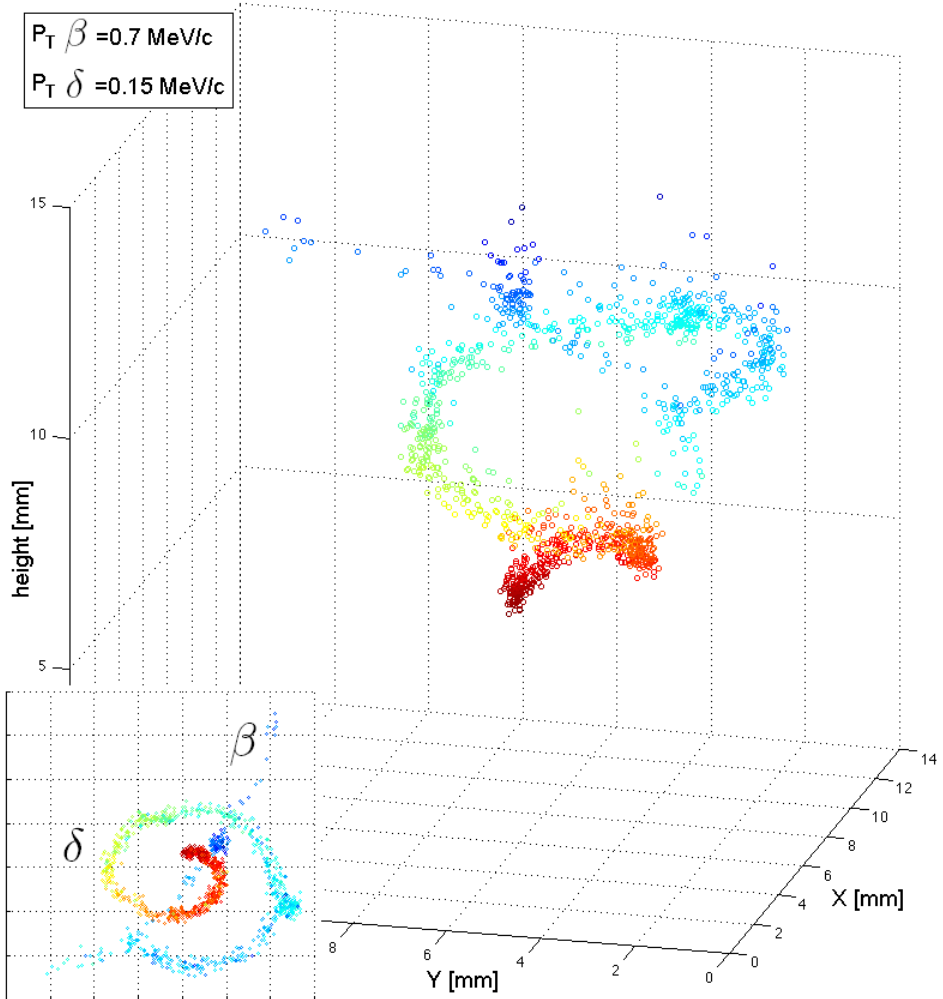 P_T β =0.7 MeV/c
P_T δ =0.15 MeV/c
15
10
5
height [mm]
β
δ
8
6
4
2
0
Y [mm]
0
2
4
6
8
10
12
14
X [mm]